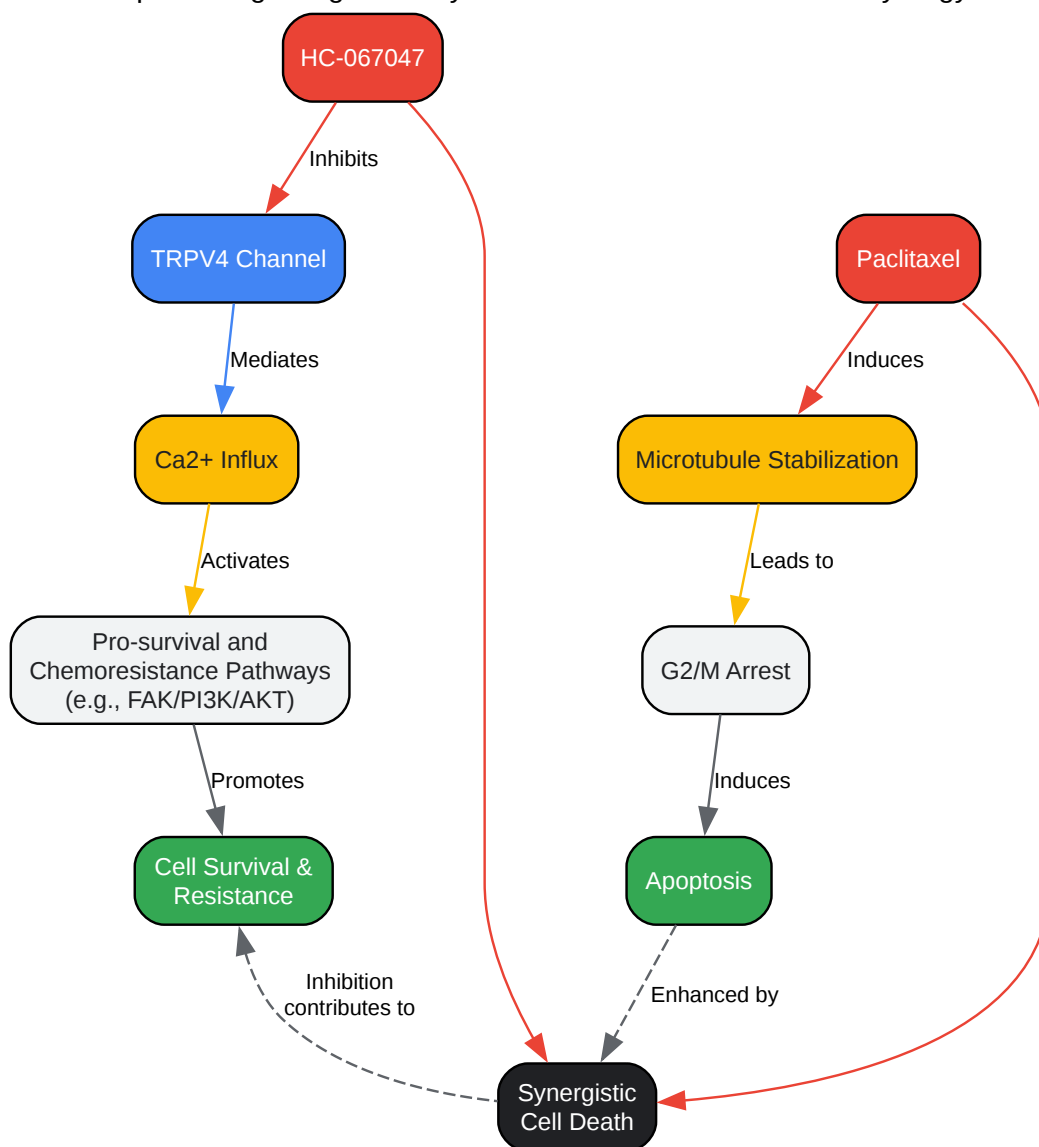 HC-067047
Inhibits
TRPV4 Channel
Paclitaxel
Mediates
Induces
Ca2+ Influx
Microtubule Stabilization
Activates
Leads to
Pro-survival and
Chemoresistance Pathways
(e.g., FAK/PI3K/AKT)
G2/M Arrest
Promotes
Induces
Cell Survival &
Resistance
Apoptosis
Inhibition
contributes to
Enhanced by
Synergistic
Cell Death